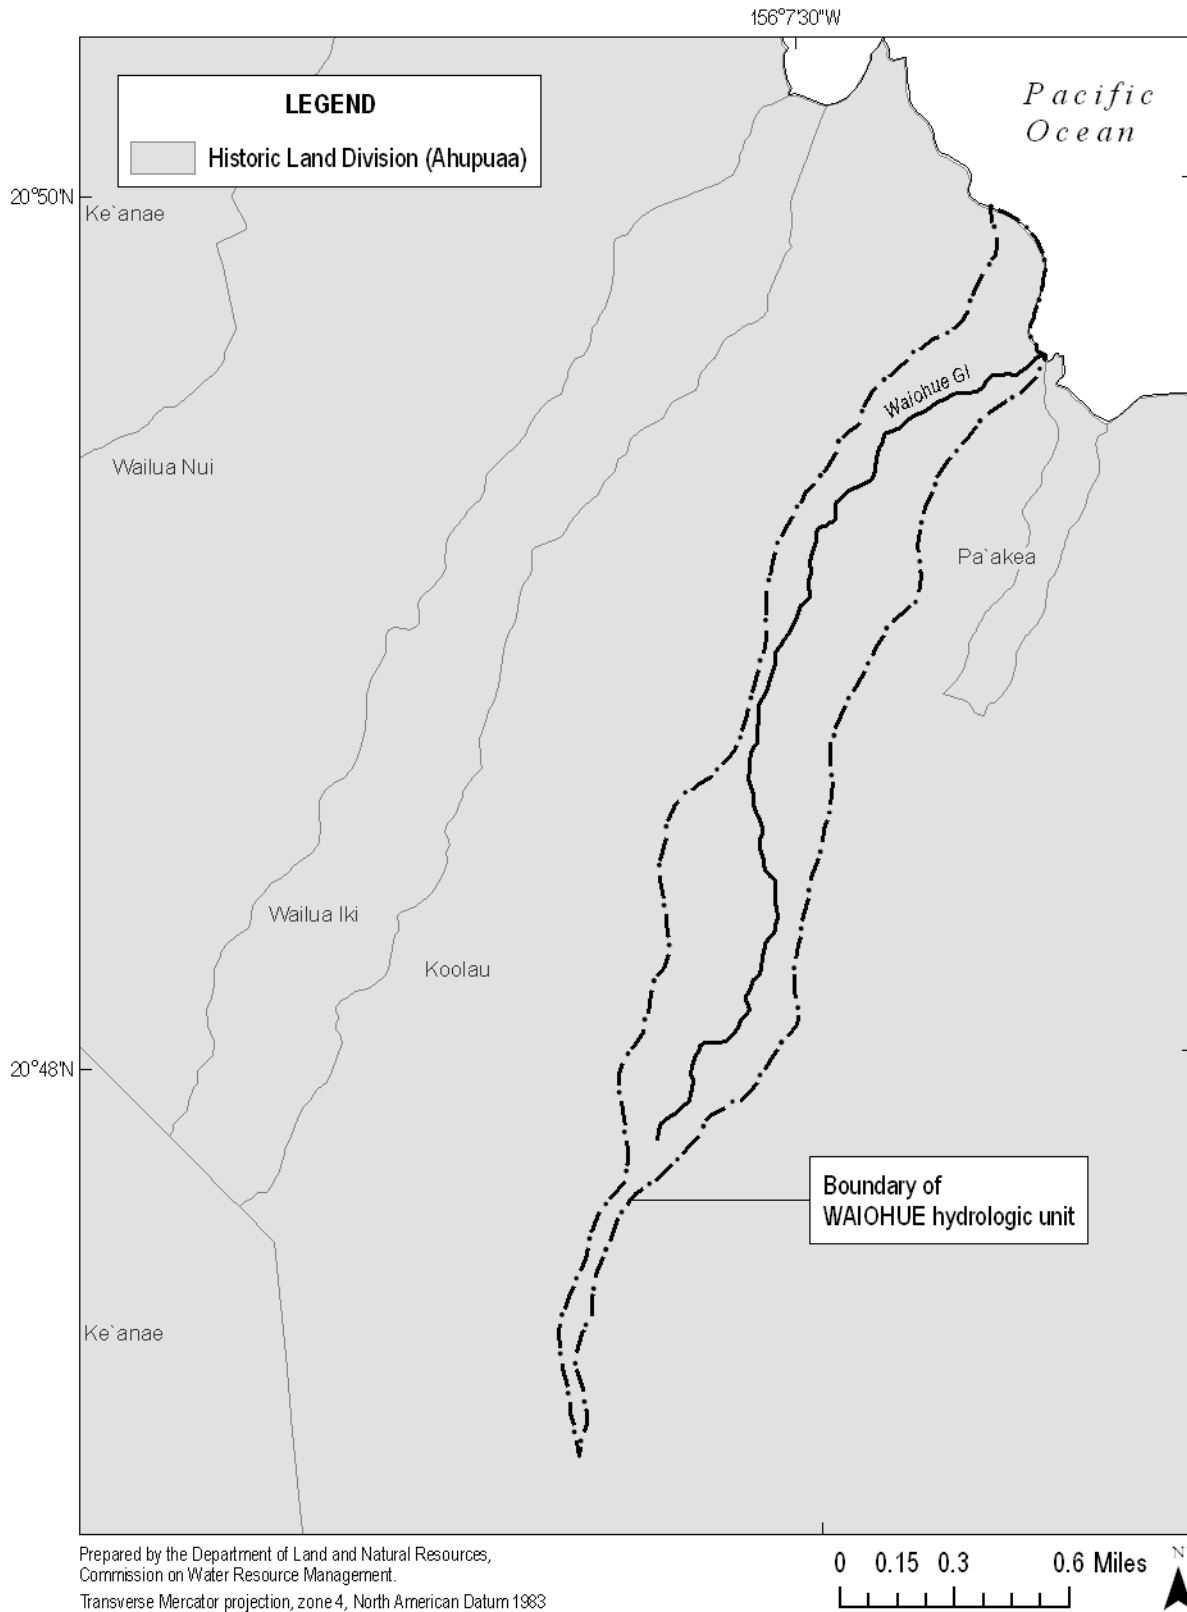 156°7'30"W
LEGEND
Historic Land Division (Ahupuaa)
Pacific
Ocean
20°50'N
Ke`anae
Waiohue Gl
Wailua Nui
Pa`akea
Wailua Iki
Koolau
20°48'N
Boundary of
WAIOHUE hydrologic unit
Ke`anae
Prepared by the Department of Land and Natural Resources,
Commission on Water Resource Management.
Transverse Mercator projection, zone 4, North American Datum 1983
0 0.15 0.3 0.6 Miles
N